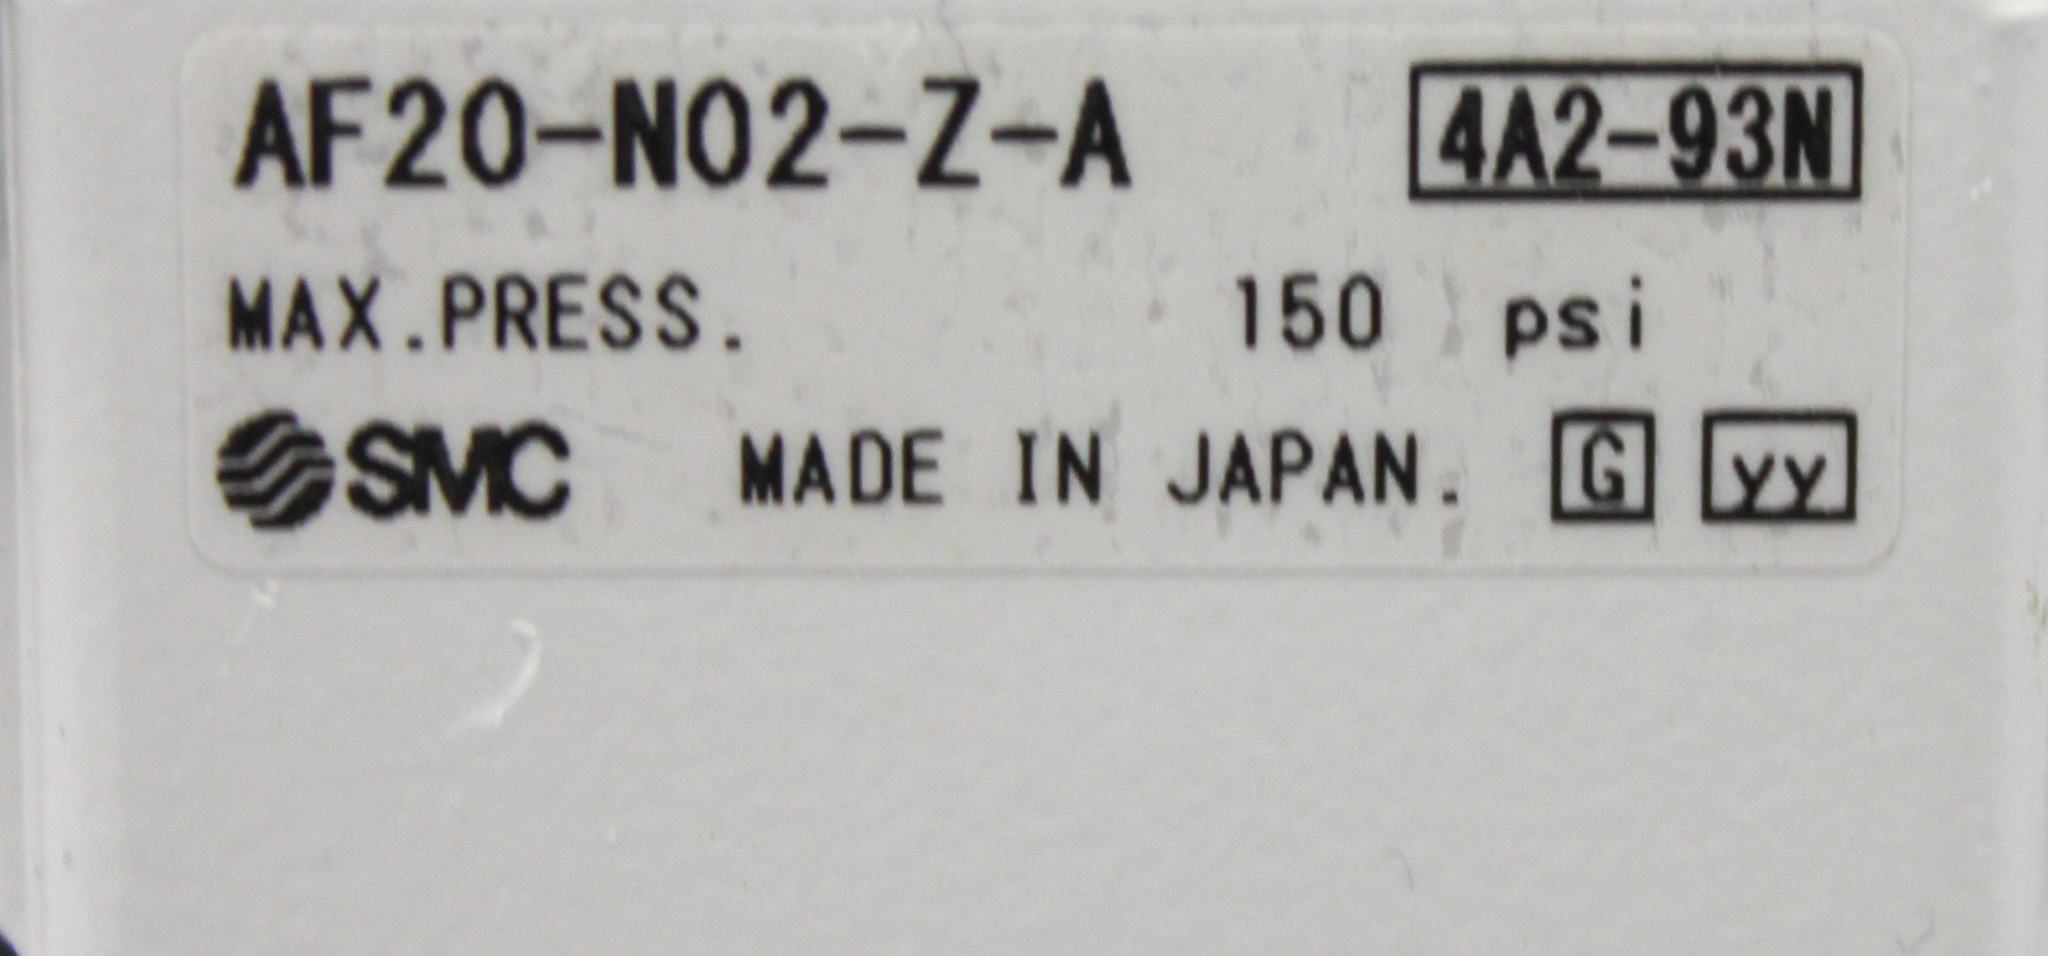 AF20-N02-Z-A 4A2-93N
MAX.PRESS. 150 psi
SMC MADE IN JAPAN. G yy